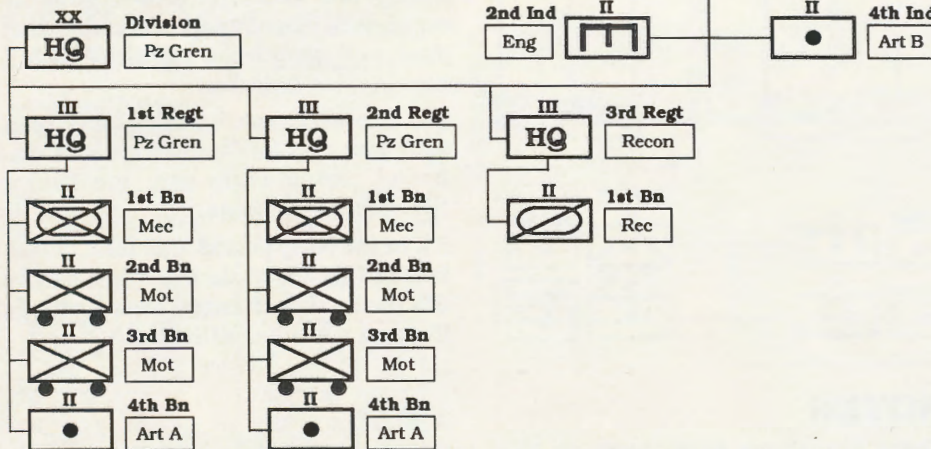 XX
HQ
Division
Pz Gren
2nd Ind
Eng
II
II
4th Ind
Art B
III
HQ
1st Regt
Pz Gren
III
HQ
2nd Regt
Pz Gren
III
HQ
3rd Regt
Recon
II
1st Bn
Mec
II
1st Bn
Mec
II
1st Bn
Rec
II
2nd Bn
Mot
II
2nd Bn
Mot
II
3rd Bn
Mot
II
3rd Bn
Mot
II
4th Bn
Art A
II
4th Bn
Art A